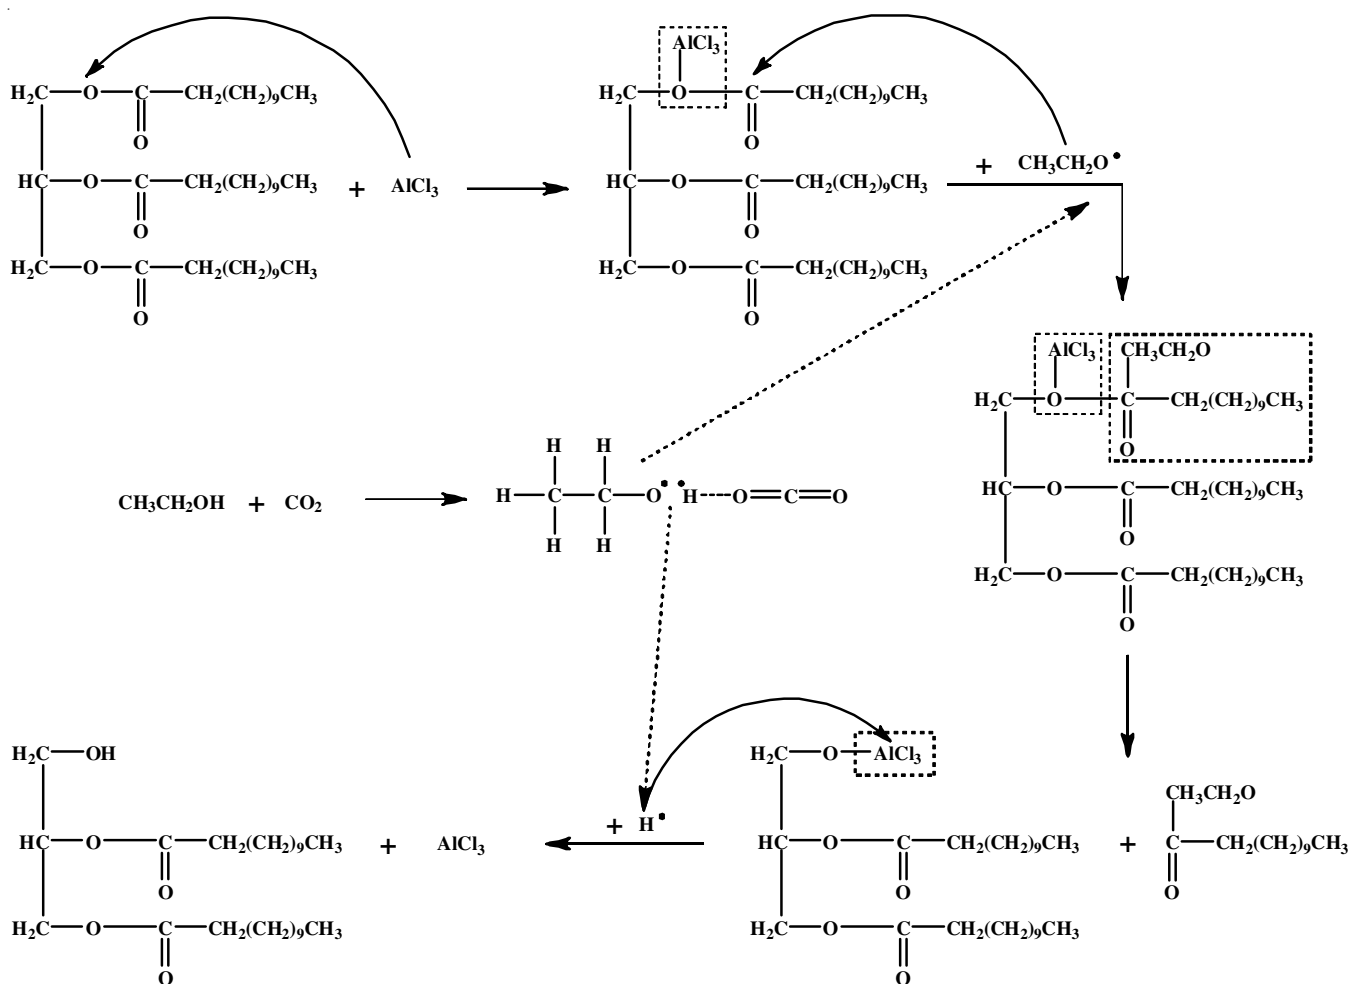 AlCl₃
H₂C O C CH₂(CH₂)₉CH₃
O
HC O C CH₂(CH₂)₉CH₃ + AlCl₃
O
H₂C O C CH₂(CH₂)₉CH₃
O
H₂C O C CH₂(CH₂)₉CH₃
O
HC O C CH₂(CH₂)₉CH₃ + CH₃CH₂O•
O
H₂C O C CH₂(CH₂)₉CH₃
O
AlCl₃ CH₃CH₂O
H₂C O C CH₂(CH₂)₉CH₃
O
HC O C CH₂(CH₂)₉CH₃
O
H₂C O C CH₂(CH₂)₉CH₃
O
H H
CH₃CH₂OH + CO₂ H C C O• •H O C O
H H
H₂C OH
HC O C CH₂(CH₂)₉CH₃ + AlCl₃
O
H₂C O C CH₂(CH₂)₉CH₃
O
+ H•
H₂C O AlCl₃
HC O C CH₂(CH₂)₉CH₃ +
O
H₂C O C CH₂(CH₂)₉CH₃
O
CH₃CH₂O
C CH₂(CH₂)₉CH₃
O